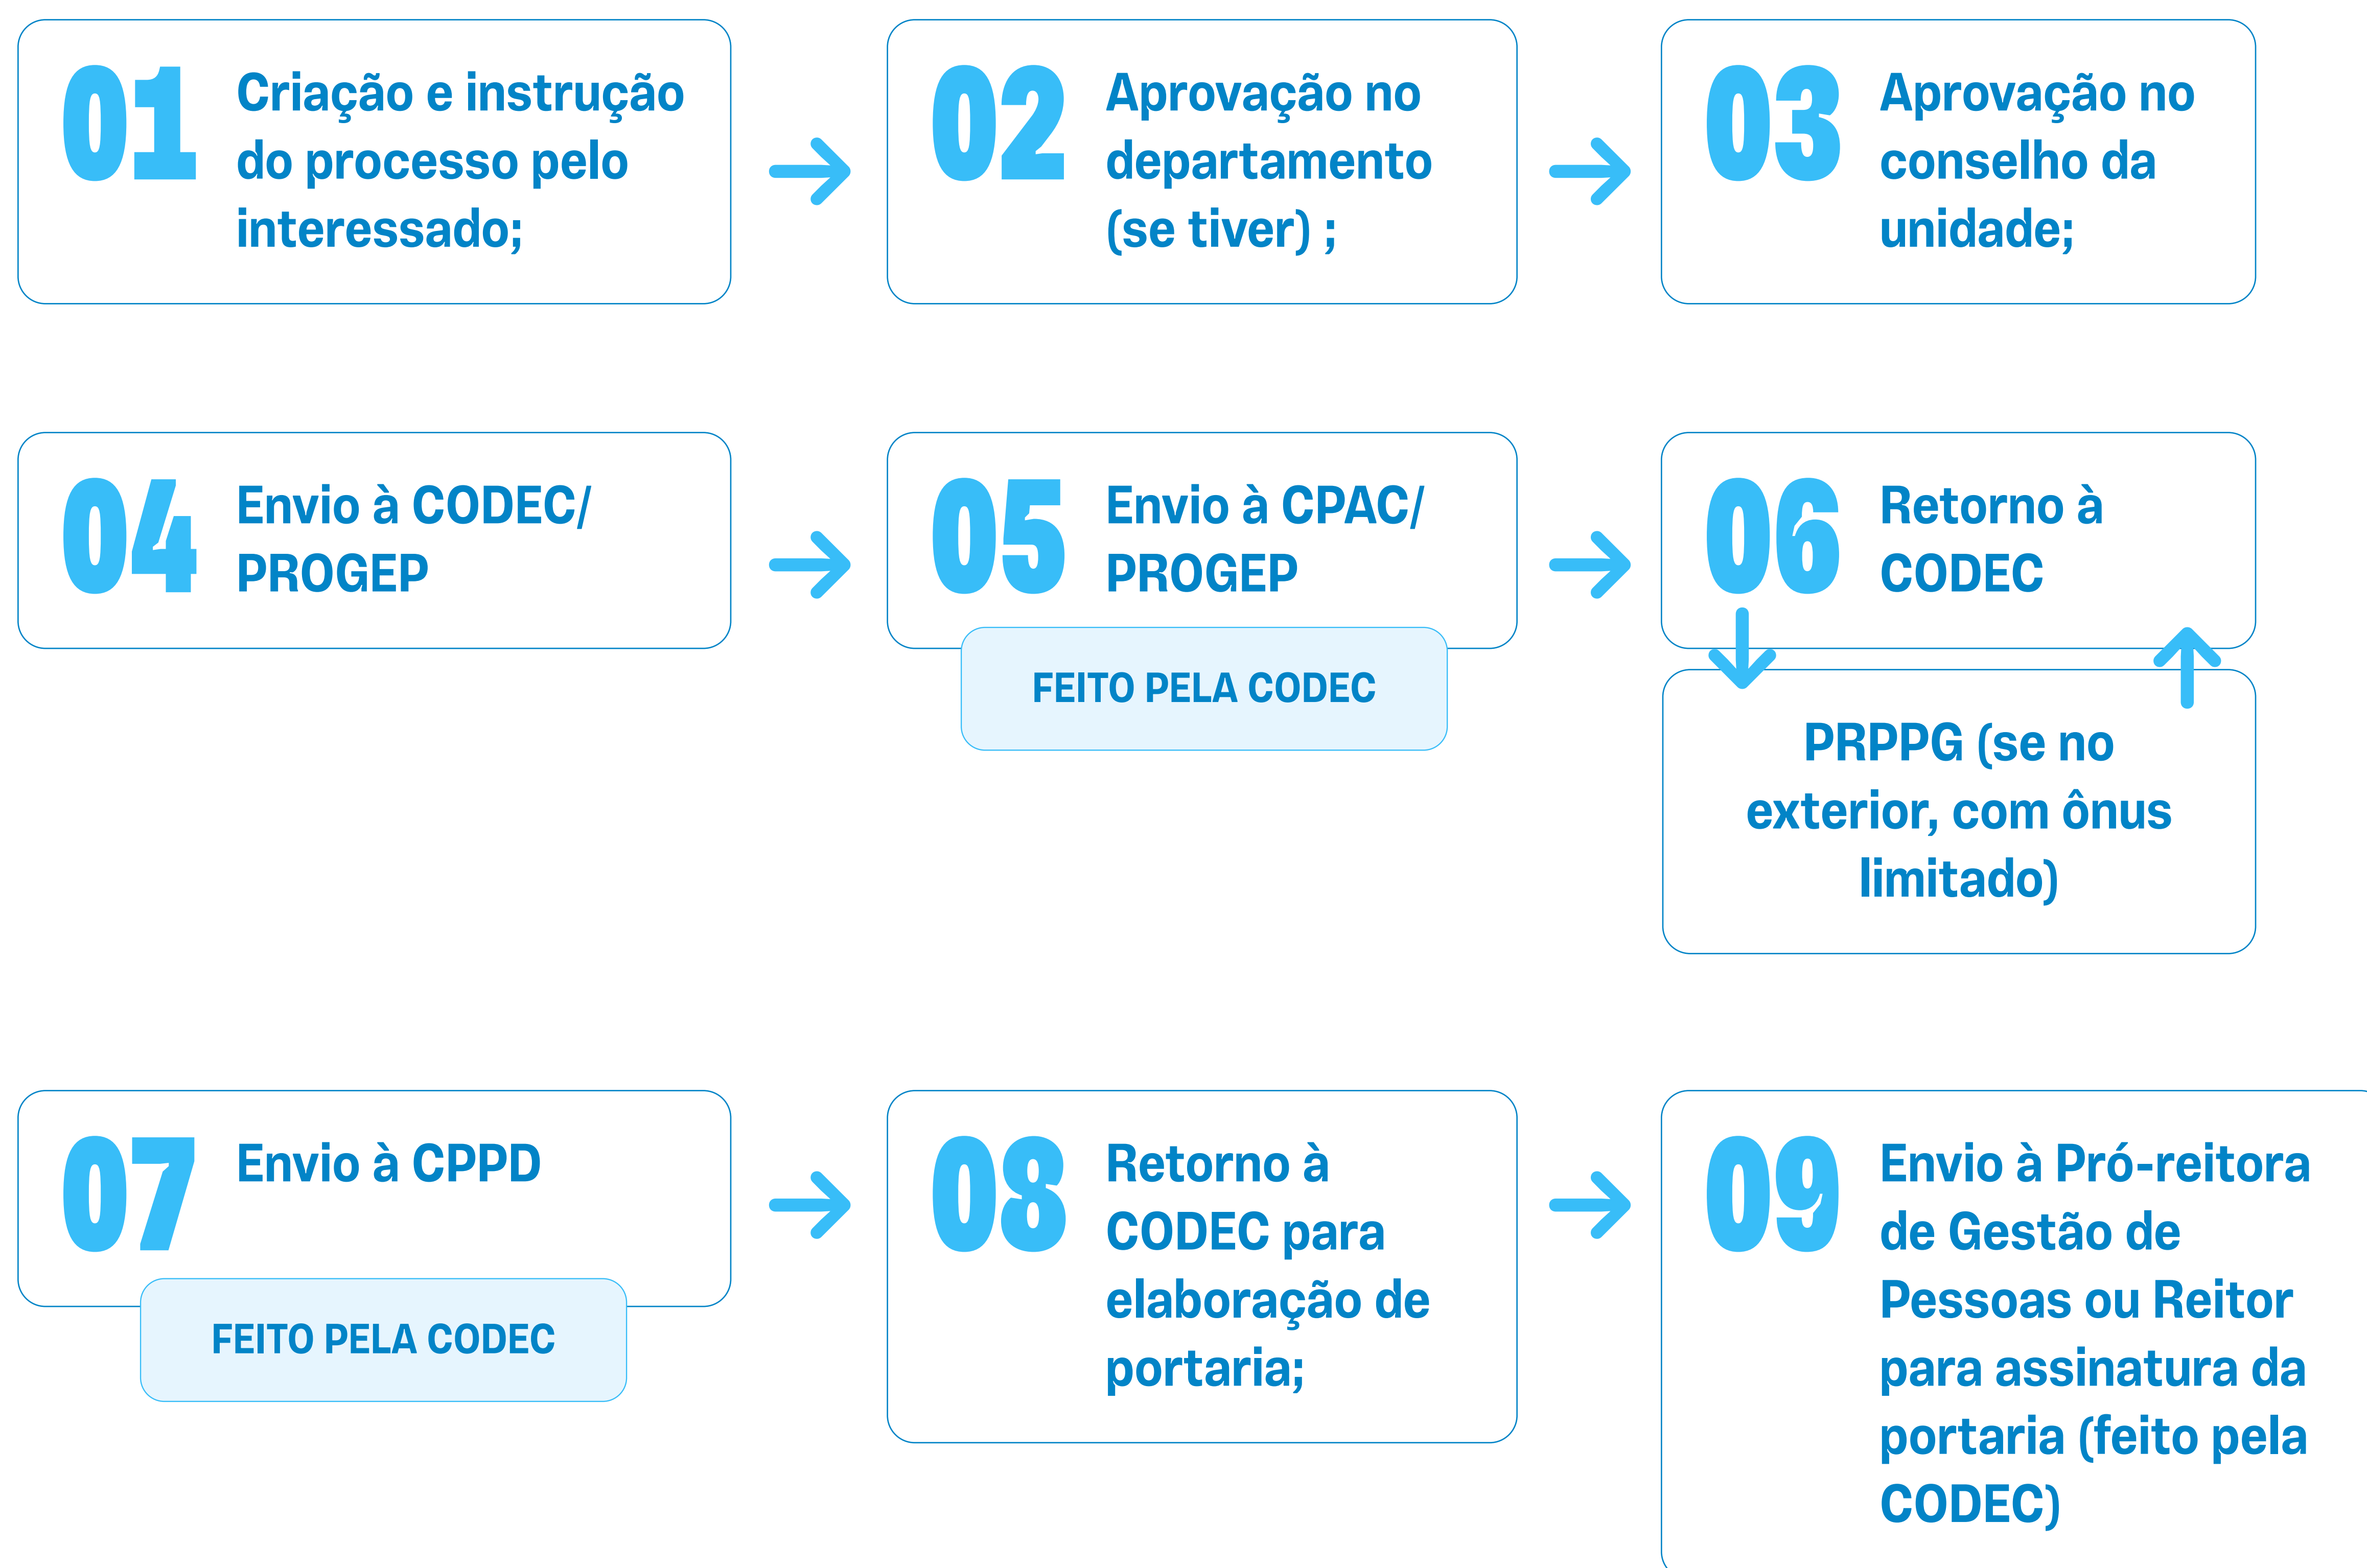 01
Criação e instrução
do processo pelo
interessado;
02
Aprovação no
departamento
(se tiver) ;
03
Aprovação no
conselho da
unidade;
04
Envio à CODEC/
PROGEP
05
Envio à CPAC/
PROGEP
FEITO PELA CODEC
06
Retorno à
CODEC
PRPPG (se no
exterior, com ônus
limitado)
07
Envio à CPPD
FEITO PELA CODEC
08
Retorno à
CODEC para
elaboração de
portaria;
09
Envio à Pró-reitora
de Gestão de
Pessoas ou Reitor
para assinatura da
portaria (feito pela
CODEC)